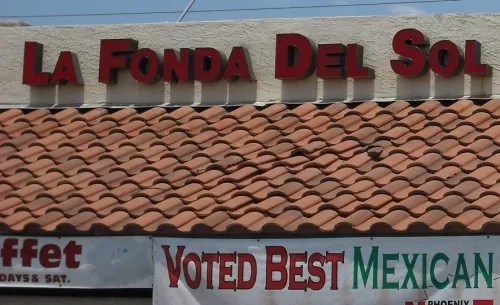 La Fonda Del Sol
ffet
DAYS & SAT.
Voted Best Mexican
PHOENIX